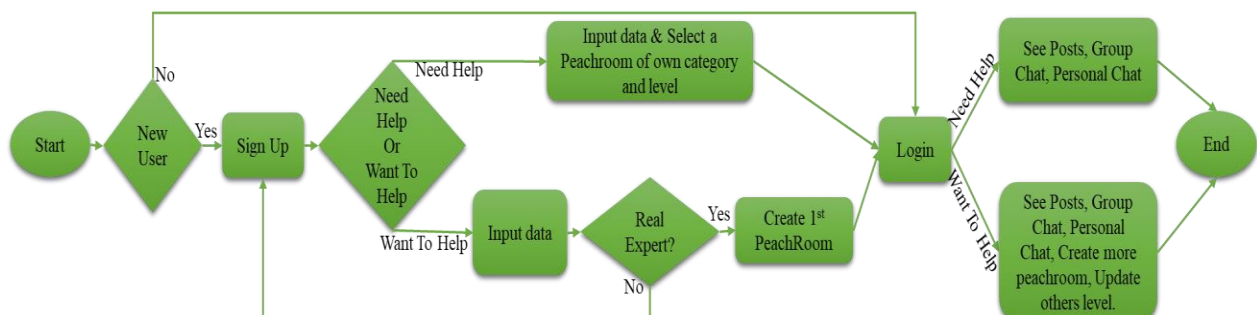 Start
New
User
No
Yes
Sign Up
Need
Help
Or
Want To
Help
Need Help
Input data & Select a
Peachroom of own category
and level
Want To Help
Input data
Real
Expert?
Yes
No
Create 1st
PeachRoom
Login
Need Help
See Posts, Group
Chat, Personal Chat
Want To Help
See Posts, Group
Chat, Personal
Chat, Create more
peachroom, Update
others level.
End